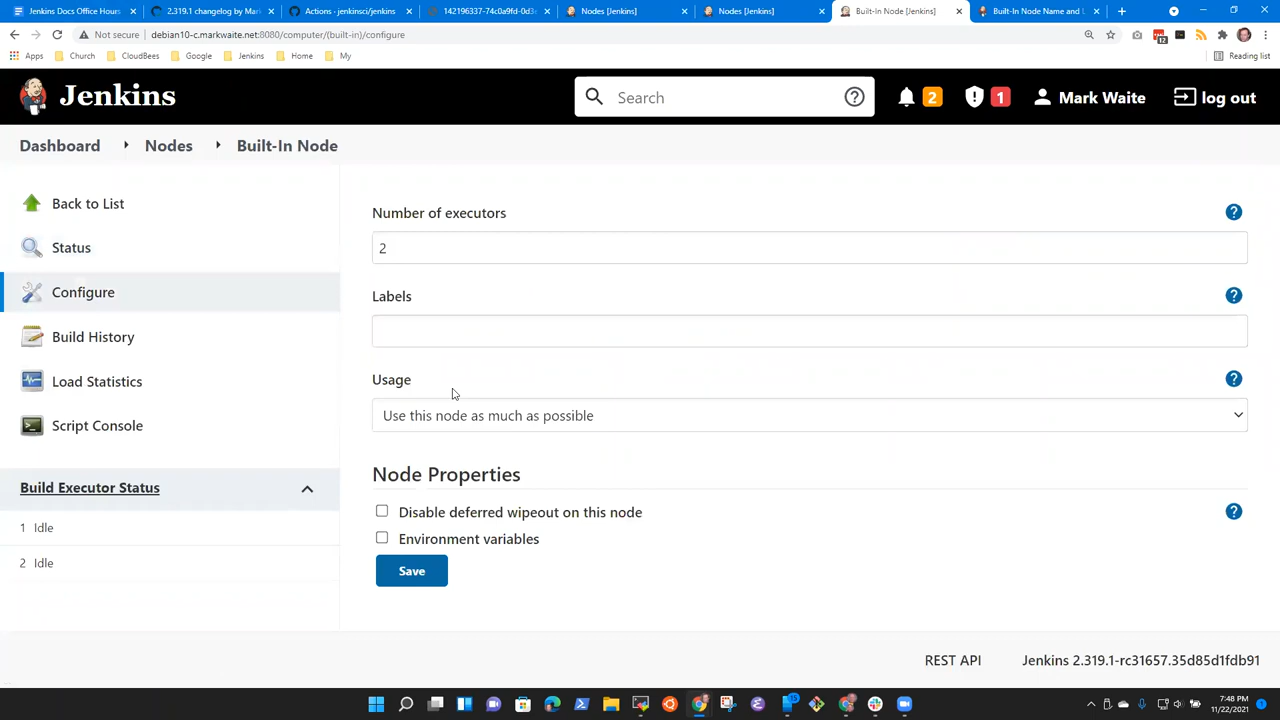 Jenkins Docs Office Hours
2.319.1 changelog by Mark
Actions · jenkinsci/jenkins
142196337-74c0a9fd-0d3e
Nodes [Jenkins]
Nodes [Jenkins]
Built-In Node [Jenkins]
Built-In Node Name and L
Not secure
debian10-c.markwaite.net:8080/computer/(built-in)/configure
12
Apps
Church
CloudBees
Google
Jenkins
Home
My
Reading list
Jenkins
Search
2
1
Mark Waite
log out
Dashboard
Nodes
Built-In Node
Back to List
Status
Configure
Build History
Load Statistics
Script Console
Build Executor Status
1 Idle
2 Idle
Number of executors
2
Labels
Usage
Use this node as much as possible
Node Properties
Disable deferred wipeout on this node
Environment variables
Save
REST API
Jenkins 2.319.1-rc31657.35d85d1fdb91
7:48 PM
11/22/2021